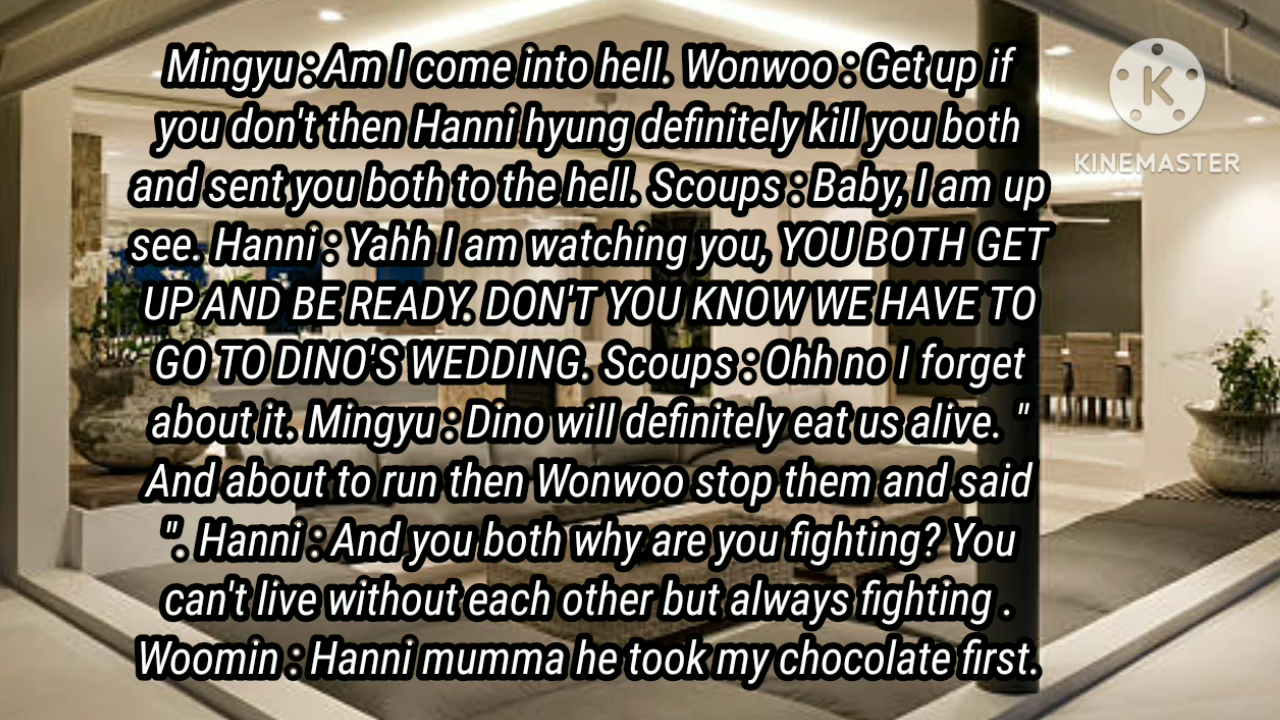 Mingyu : Am I come into hell. Wonwoo : Get up if
you don't then Hanni hyung definitely kill you both
and sent you both to the hell. Scoups : Baby, I am up
see. Hanni : Yahh I am watching you, YOU BOTH GET
UP AND BE READY. DON'T YOU KNOW WE HAVE TO
GO TO DINO'S WEDDING. Scoups : Ohh no I forget
about it. Mingyu : Dino will definitely eat us alive. "
And about to run then Wonwoo stop them and said
". Hanni : And you both why are you fighting? You
can't live without each other but always fighting .
Woomin : Hanni mumma he took my chocolate first.
K
KINEMASTER